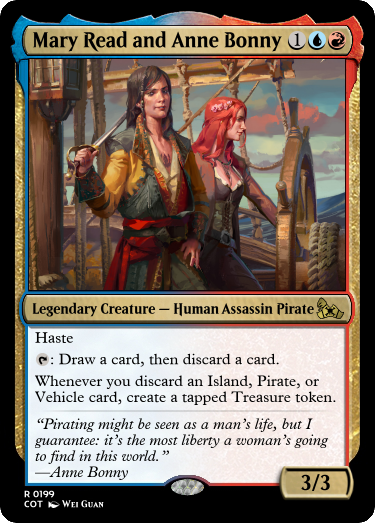 Mary Read and Anne Bonny 1
Legendary Creature — Human Assassin Pirate
Haste
: Draw a card, then discard a card.
Whenever you discard an Island, Pirate, or
Vehicle card, create a tapped Treasure token.
“Pirating might be seen as a man’s life, but I
guarantee: it’s the most liberty a woman’s going
to find in this world.”
—Anne Bonny
3/3
R 0199
COT Wei Guan